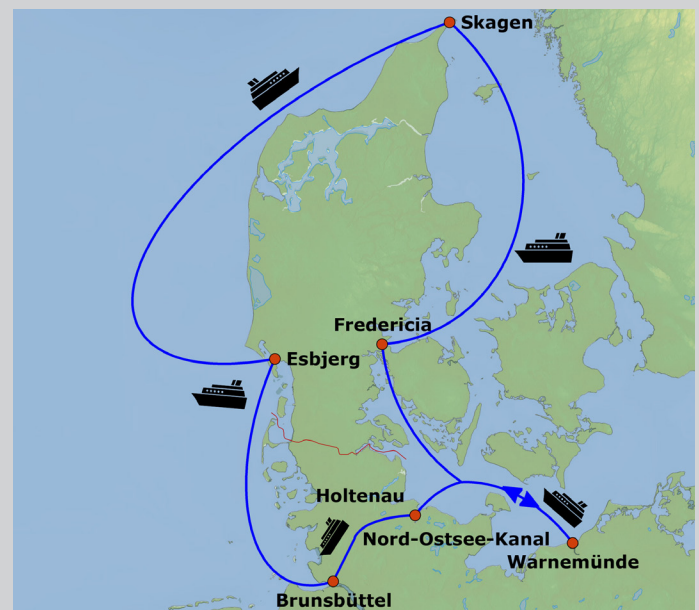 Skagen
Fredericia
Esbjerg
Holtenau
Nord-Ostsee-Kanal
Warnemünde
Brunsbüttel